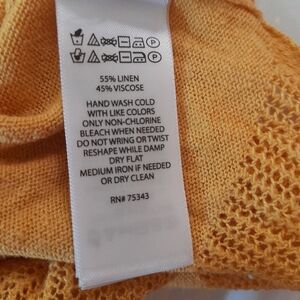 55% LINEN
45% VISCOSE
HAND WASH COLD
WITH LIKE COLORS
ONLY NON-CHLORINE
BLEACH WHEN NEEDED
DO NOT WRING OR TWIST
RESHAPE WHILE DAMP
DRY FLAT
MEDIUM IRON IF NEEDED
OR DRY CLEAN
RN# 75343